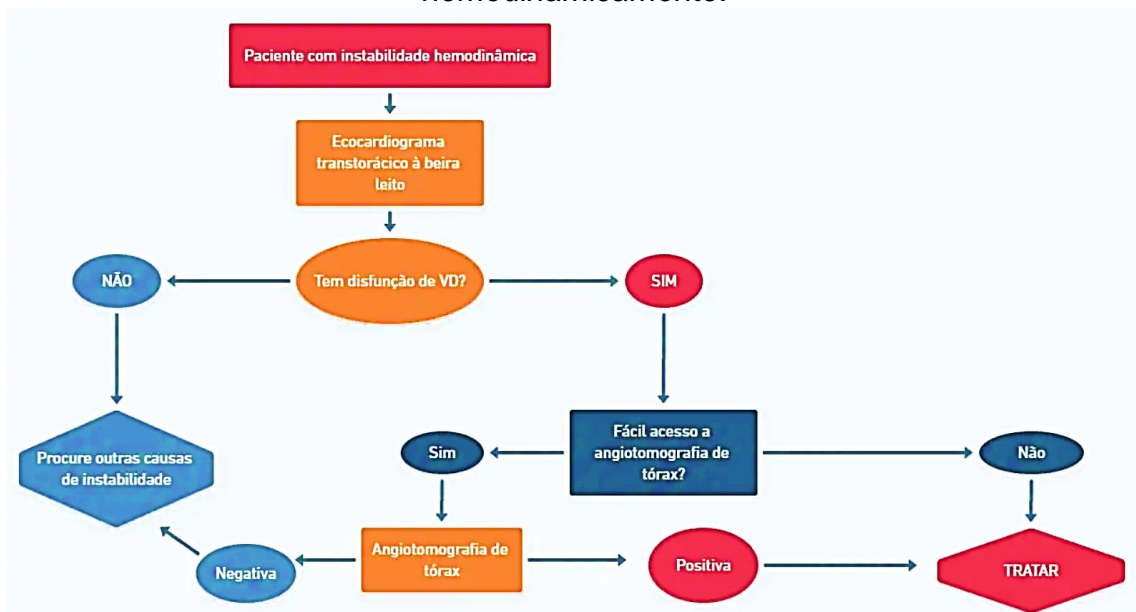 hemodinamicamente.
Paciente com instabilidade hemodinâmica
Ecocardiograma
transtorácico à beira
leito
NÃO
Tem disfunção de VD?
SIM
Procure outras causas
de instabilidade
Sim
Fácil acesso a
angiotomografia de
tórax?
Não
Negativa
Angiotomografia de
tórax
Positiva
TRATAR